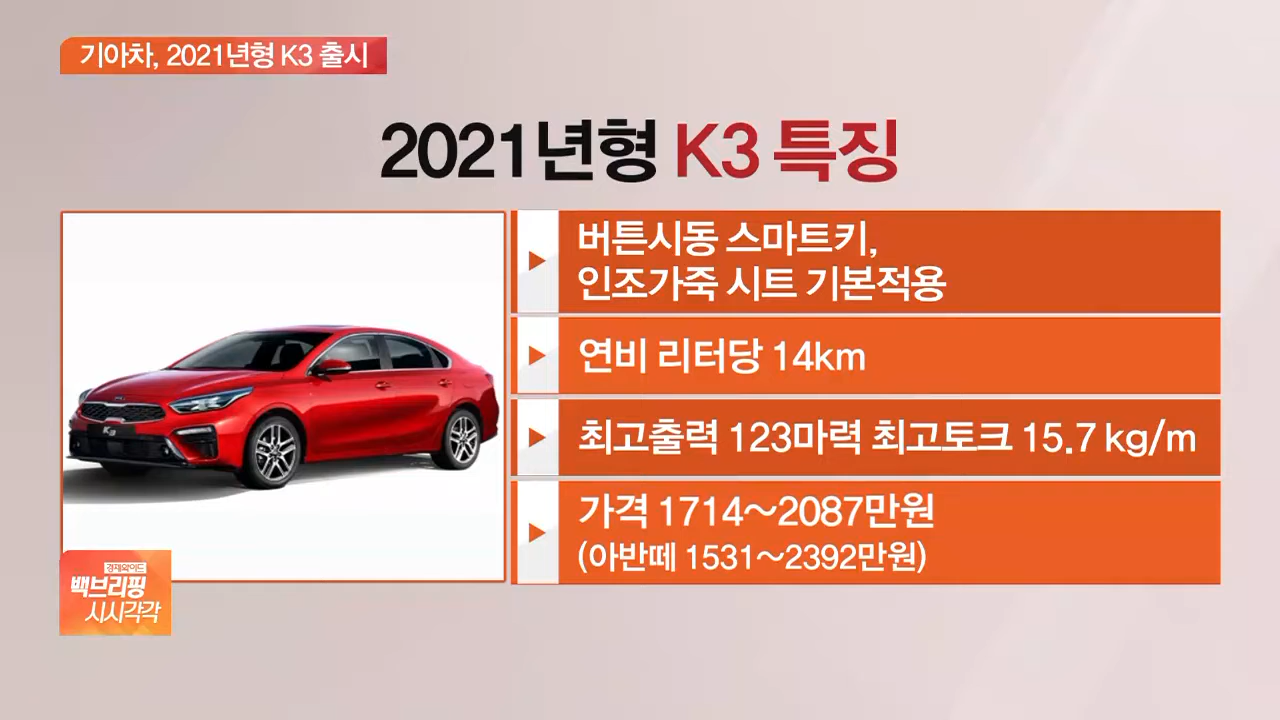 기아차, 2021년형 K3 출시
2021년형 K3 특징
버튼시동 스마트키,
인조가죽 시트 기본적용
연비 리터당 14km
최고출력 123마력 최고토크 15.7 kg/m
가격 1714~2087만원
(아반떼 1531~2392만원)
K3
경제와이드
백브리핑
시시각각